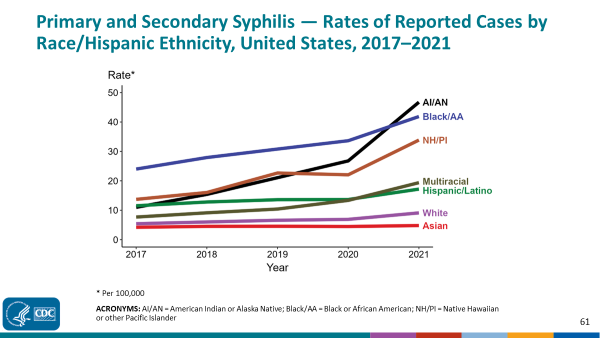 Primary and Secondary Syphilis — Rates of Reported Cases by
Race/Hispanic Ethnicity, United States, 2017–2021
Rate*
50
40
30
20
10
0
AI/AN
Black/AA
NH/PI
Multiracial
Hispanic/Latino
White
Asian
2017 2018 2019 2020 2021
Year
* Per 100,000
ACRONYMS: AI/AN = American Indian or Alaska Native; Black/AA = Black or African American; NH/PI = Native Hawaiian
or other Pacific Islander
CDC
61